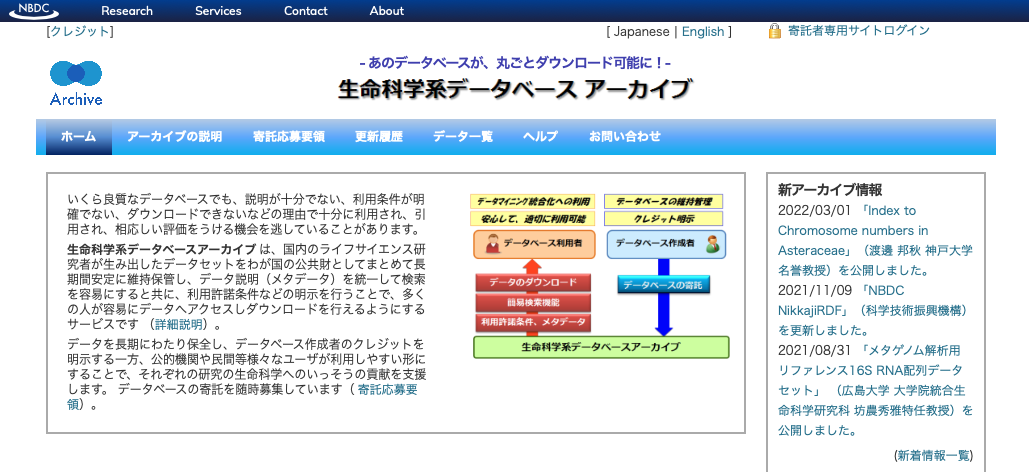 NBDC Research Services Contact About
[クレジット]
[ Japanese | English ]
寄託者専用サイトログイン
Archive
- あのデータベースが、丸ごとダウンロード可能に！-
生命科学系データベース アーカイブ
ホーム アーカイブの説明 寄託応募要領 更新履歴 データ一覧 ヘルプ お問い合わせ
いくら良質なデータベースでも、説明が十分でない、利用条件が明
確でない、ダウンロードできないなどの理由で十分に利用され、引
用され、相応しい評価をうける機会を逃していることがあります。
生命科学系データベースアーカイブ は、国内のライフサイエンス研
究者が生み出したデータセットをわが国の公共財としてまとめて長
期間安定に維持保管し、データ説明（メタデータ）を統一して検索
を容易にすると共に、利用許諾条件などの明示を行うことで、多く
の人が容易にデータへアクセスしダウンロードを行えるようにする
サービスです （詳細説明）。
データを長期にわたり保全し、データベース作成者のクレジットを
明示する一方、公的機関や民間等様々なユーザが利用しやすい形に
することで、それぞれの研究の生命科学へのいっそうの貢献を支援
します。 データベースの寄託を随時募集しています（ 寄託応募要
領）。
データマイニング/統合化への利用
安心して、適切に利用可能
データベースの維持管理
クレジット明示
データベース利用者
データベース作成者
データのダウンロード
簡易検索機能
利用許諾条件、メタデータ
データベースの寄託
生命科学系データベースアーカイブ
新アーカイブ情報
2022/03/01 「Index to
Chromosome numbers in
Asteraceae」（渡邊 邦秋 神戸大学
名誉教授）を公開しました。
2021/11/09 「NBDC
NikkajiRDF」（科学技術振興機構）
を更新しました。
2021/08/31 「メタゲノム解析用
リファレンス16S RNA配列データ
セット」 （広島大学 大学院統合生
命科学研究科 坊農秀雅特任教授）を
公開しました。
(新着情報一覧)